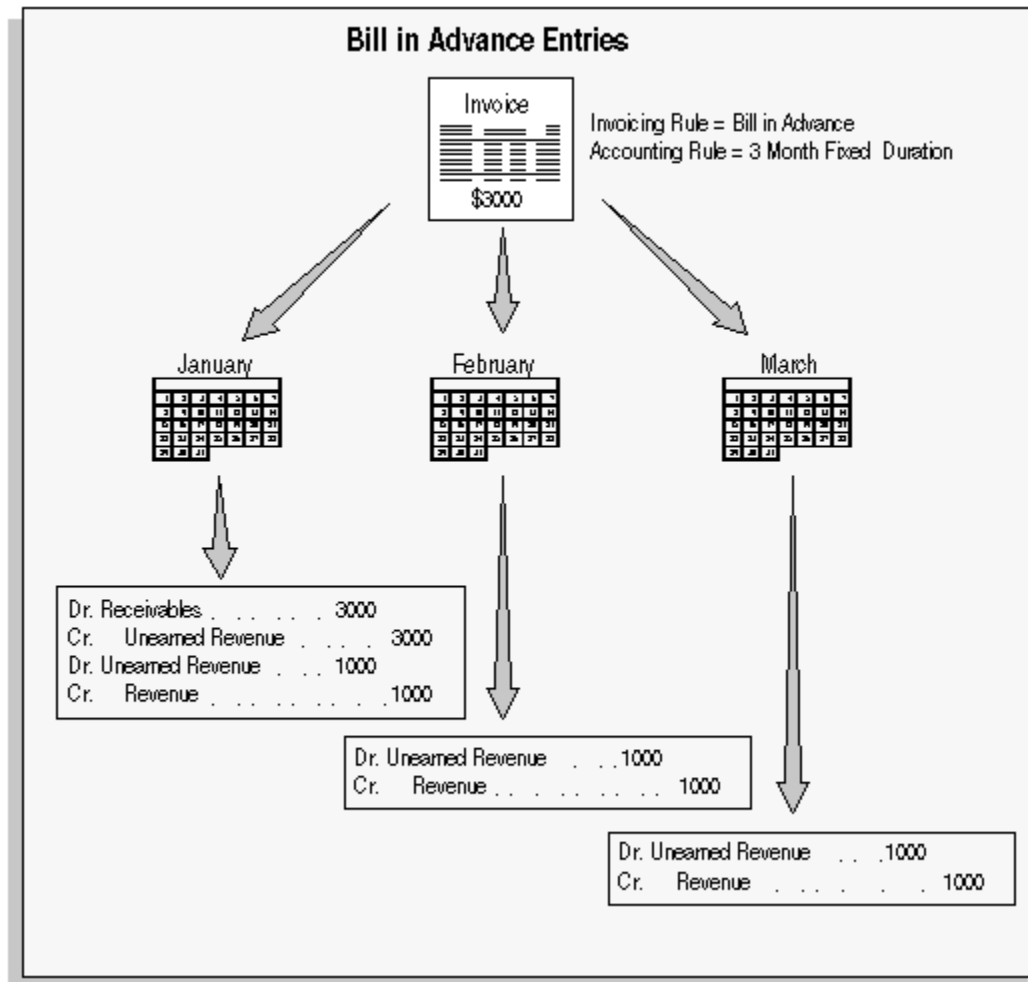 Bill in Advance Entries
Invoice
$3000
Invoicing Rule = Bill in Advance
Accounting Rule = 3 Month Fixed Duration
January
February
March
Dr. Receivables . . . . . . 3000
Cr. Unearned Revenue . . . . 3000
Dr. Unearned Revenue . . . 1000
Cr. Revenue . . . . . . . . 1000
Dr. Unearned Revenue . . . 1000
Cr. Revenue . . . . . . . . 1000
Dr. Unearned Revenue . . . 1000
Cr. Revenue . . . . . . 1000